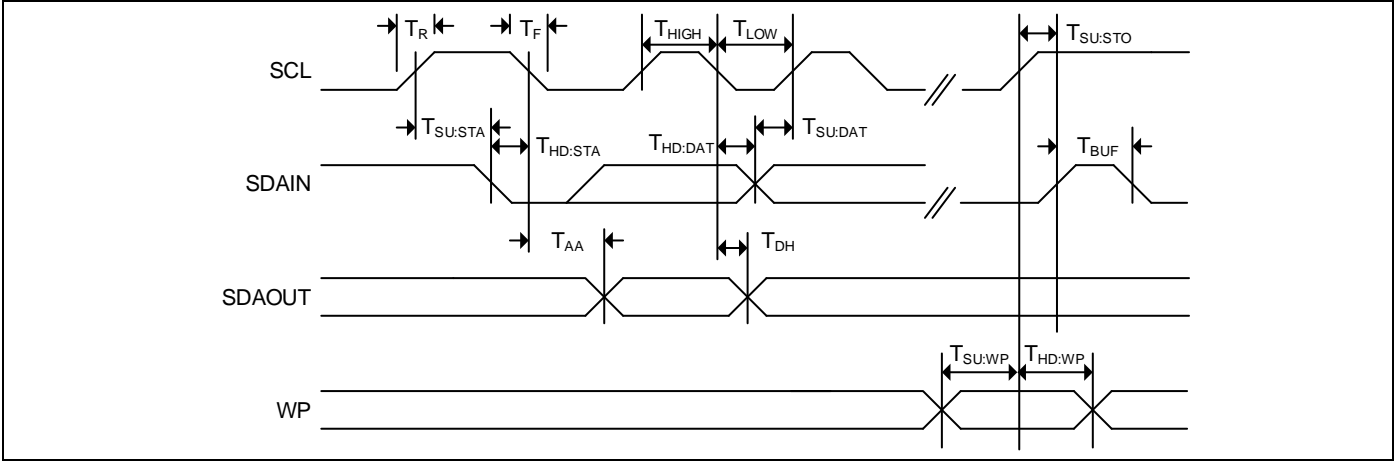 TR TF THIGH TLOW TSU:STO
SCL
TSU:STA THD:STA THD:DAT TSU:DAT
TBUF
SDAIN
TAA TDH
SDAOUT
TSU:WP THD:WP
WP